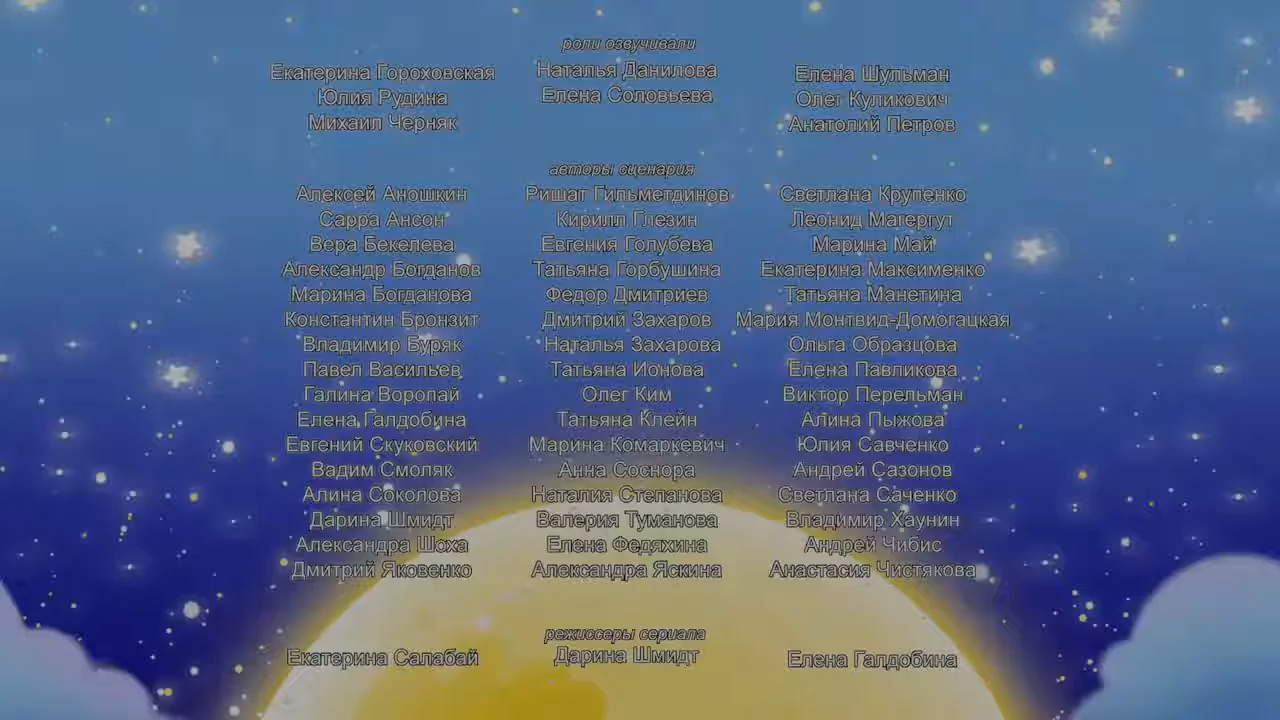 роли озвучивали
Екатерина Гороховская Наталья Данилова Елена Шульман
Юлия Рудина Елена Соловьева Олег Куликович
Михаил Черняк Анатолий Петров
авторы сценария
Алексей Аношкин Ришат Гильметдинов Светлана Крупенко
Сарра Ансон Кирилл Глезин Леонид Магергут
Вера Бекелева Евгения Голубева Марина Май
Александр Богданов Татьяна Горбушина Екатерина Максименко
Марина Богданова Федор Дмитриев Татьяна Манетина
Константин Бронзит Дмитрий Захаров Мария Монтвид-Домогацкая
Владимир Буряк Наталья Захарова Ольга Образцова
Павел Васильев Татьяна Ионова Елена Павликова
Галина Воропай Олег Ким Виктор Перельман
Елена Галдобина Татьяна Клейн Алина Пыжова
Евгений Скуковский Марина Комаркевич Юлия Савченко
Вадим Смоляк Анна Соснора Андрей Сазонов
Алина Соколова Наталия Степанова Светлана Саченко
Дарина Шмидт Валерия Туманова Владимир Хаунин
Александра Шоха Елена Федяхина Андрей Чибис
Дмитрий Яковенко Александра Яскина Анастасия Чистякова
режиссеры сериала
Екатерина Салабай Дарина Шмидт Елена Галдобина